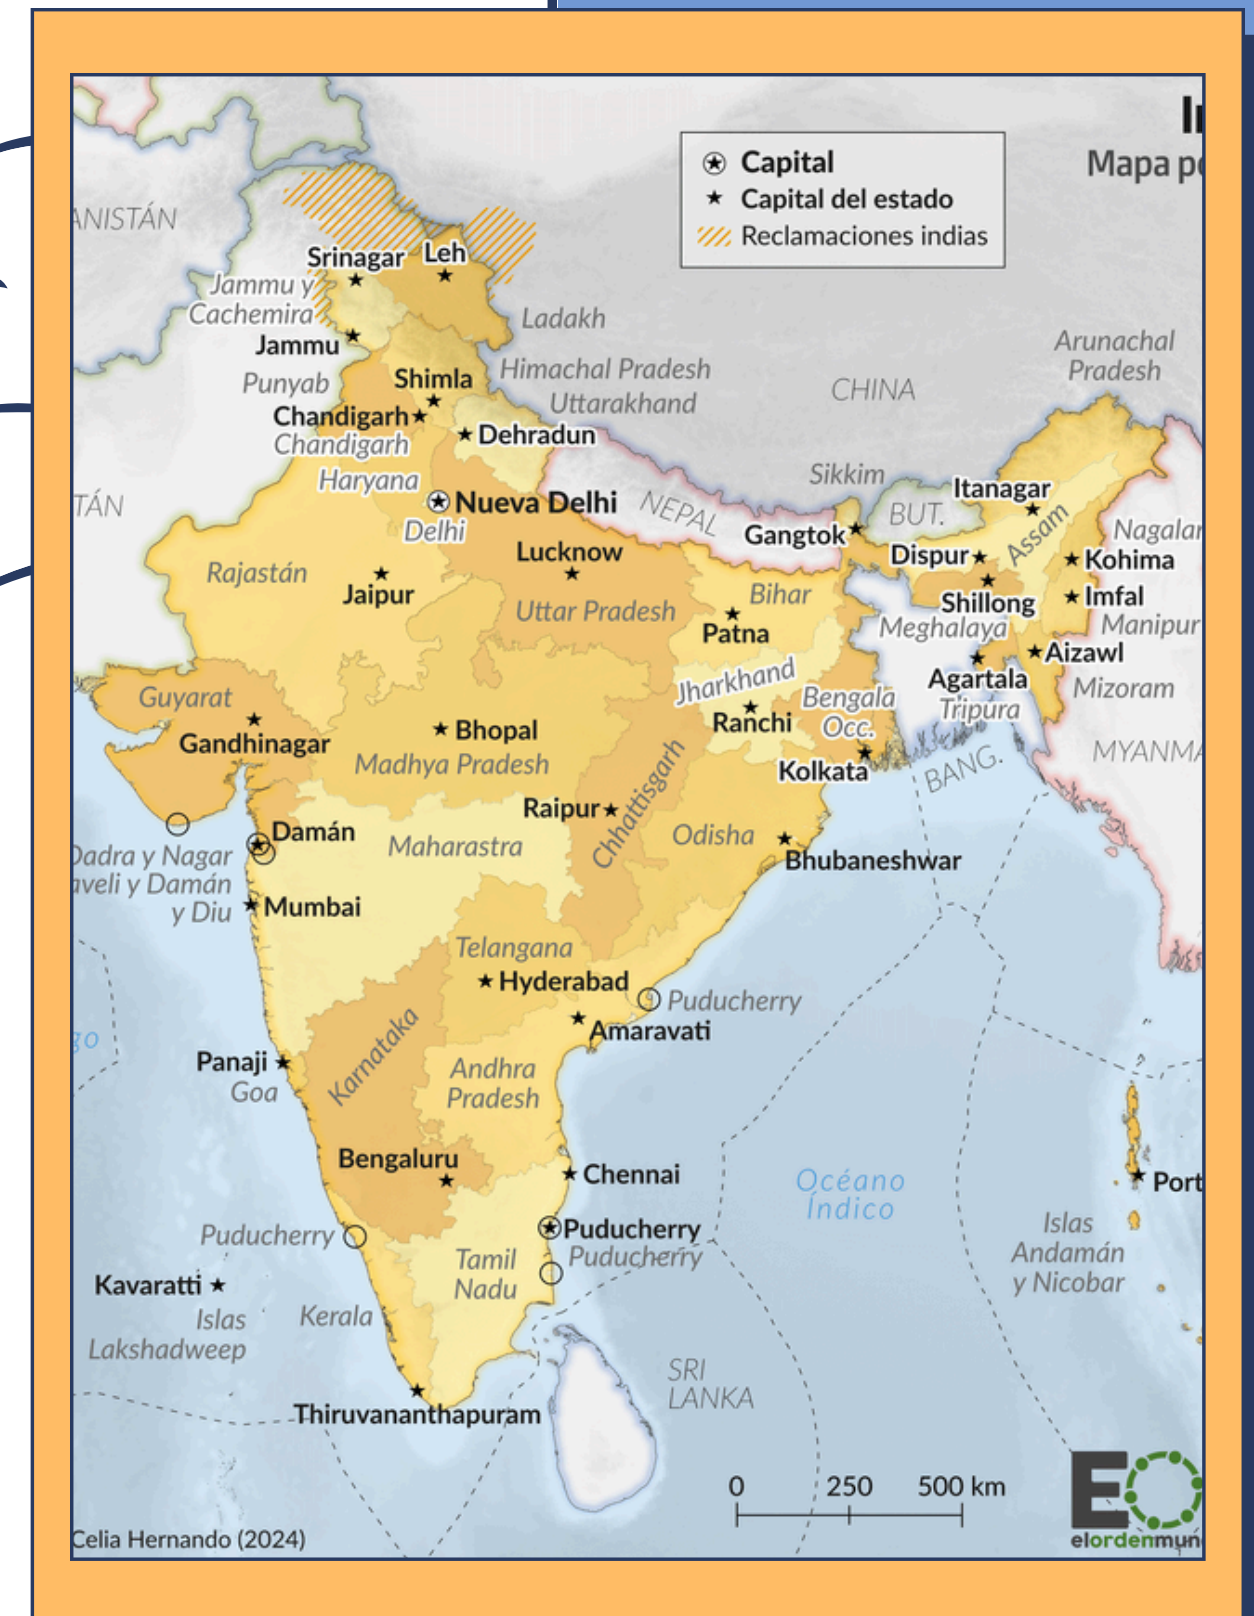 Mapa
Capital
Capital del estado
Reclamaciones indias
Srinagar
Leh
Jammu y
Cachemira
Ladakh
Jammu
Arunachal
Pradesh
Himachal Pradesh
Punyab
Shimla
CHINA
Uttarakhand
Chandigarh
Chandigarh
Dehradun
Haryana
Sikkim
Itanagar
Nueva Delhi
NEPAL
BUT.
Delhi
Gangtok
Assam
Lucknow
Dispur
Kohima
Rajastán
Jaipur
Uttar Pradesh
Bihar
Shillong
Imfal
Patna
Meghalaya
Manipur
Aizawl
Jharkhand
Agartala
Guyarat
Bengala
Occ.
Tripura
Mizoram
Ranchi
Gandhinagar
Bhopal
Madhya Pradesh
Kolkata
BANG.
Raipur
Chhattisgarh
Damán
Maharastra
Odisha
Bhubaneshwar
Dadra y Nagar
aveli y Damán
y Diu
Mumbai
Telangana
Hyderabad
Puducherry
Amaravati
Karnataka
Panaji
Goa
Andhra
Pradesh
Bengaluru
Chennai
Océano
Índico
Port
Puducherry
Puducherry
Puducherry
Islas
Andamán
y Nicobar
Tamil
Nadu
Kavaratti
Islas
Lakshadweep
Kerala
SRI
LANKA
Thiruvananthapuram
0 250 500 km
EO
elordenmun
Celia Hernando (2024)